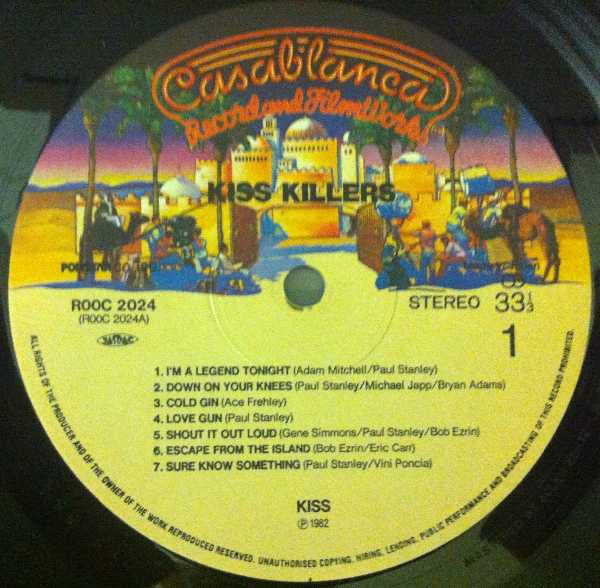 Casablanca
Record and FilmWorks
KISS KILLERS
R00C 2024
(R00C 2024A)
JASRAC
STEREO 33 1/3
1
1. I'M A LEGEND TONIGHT (Adam Mitchell/Paul Stanley)
2. DOWN ON YOUR KNEES (Paul Stanley/Michael Japp/Bryan Adams)
3. COLD GIN (Ace Frehley)
4. LOVE GUN (Paul Stanley)
5. SHOUT IT OUT LOUD (Gene Simmons/Paul Stanley/Bob Ezrin)
6. ESCAPE FROM THE ISLAND (Bob Ezrin/Eric Carr)
7. SURE KNOW SOMETHING (Paul Stanley/Vini Poncia)
KISS
Ⓟ 1982
ALL RIGHTS OF THE PRODUCER AND OF THE OWNER OF THE WORK REPRODUCED RESERVED. UNAUTHORISED COPYING, HIRING, LENDING, PUBLIC PERFORMANCE AND BROADCASTING OF THIS RECORD PROHIBITED.